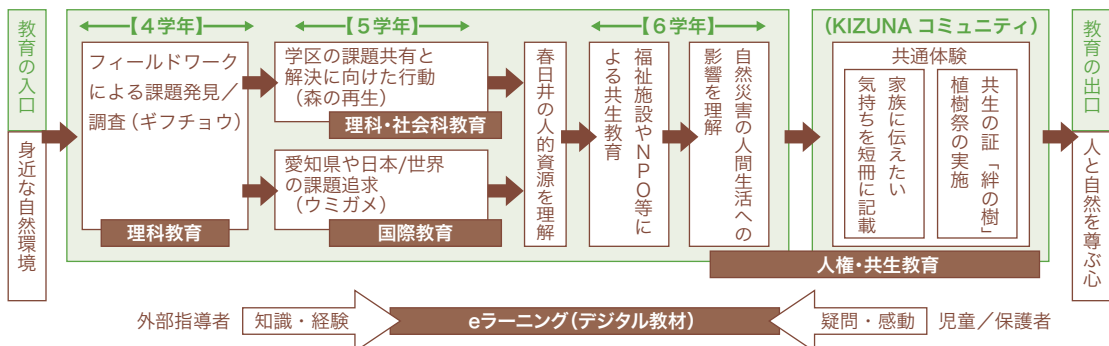 教育の入口
身近な自然環境
【4学年】
フィールドワーク
による課題発見／
調査（ギフチョウ）
理科教育
【5学年】
学区の課題共有と
解決に向けた行動
（森の再生）
理科・社会科教育
愛知県や日本/世界
の課題追求
（ウミガメ）
国際教育
春日井の人的資源を理解
【6学年】
福祉施設やNPO等に
よる共生教育
自然災害の人間生活への
影響を理解
（KIZUNA コミュニティ）
共通体験
家族に伝えたい
気持ちを短冊に記載
共生の証「絆の樹」
植樹祭の実施
人権・共生教育
教育の出口
人と自然を尊ぶ心
外部指導者
知識・経験
eラーニング（デジタル教材）
疑問・感動
児童／保護者